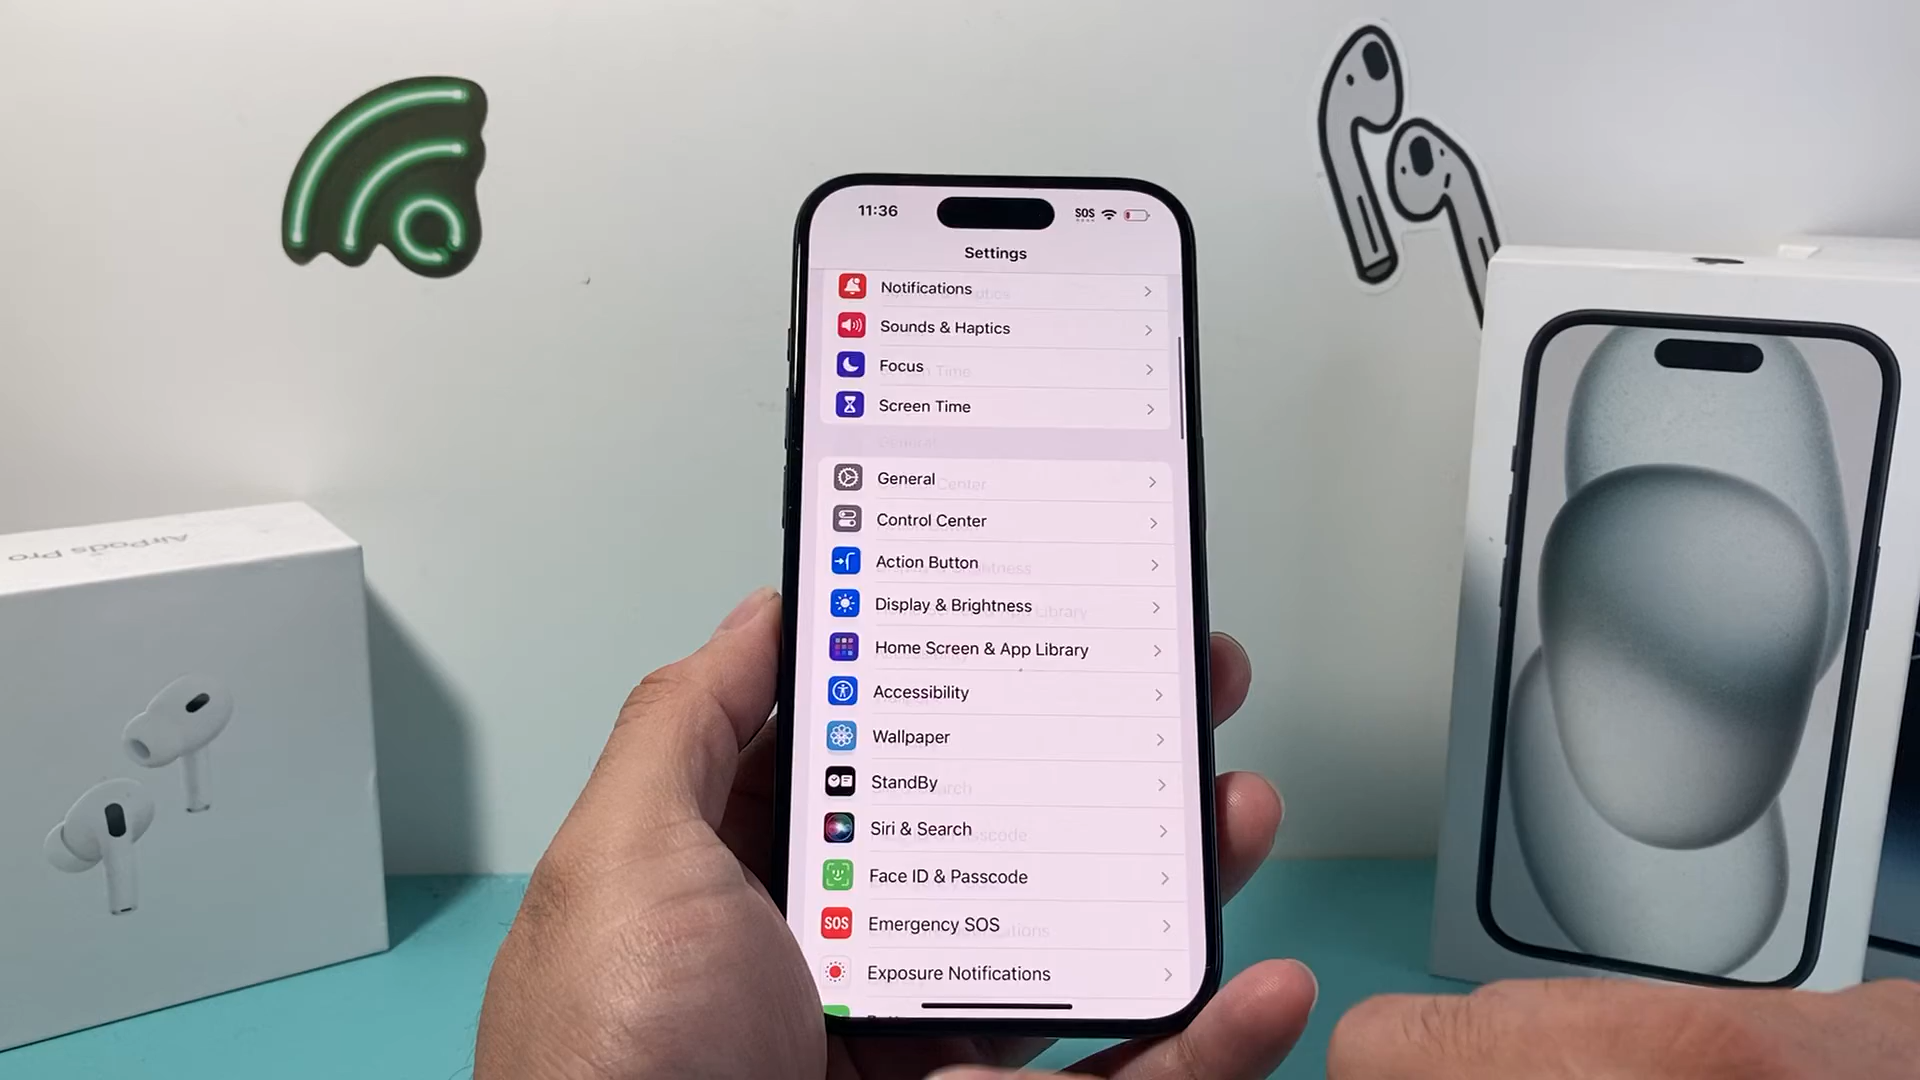 11:36
SOS
Settings
Notifications
Sounds & Haptics
Focus
Screen Time
General
Control Center
Action Button
Display & Brightness
Home Screen & App Library
Accessibility
Wallpaper
StandBy
Siri & Search
Face ID & Passcode
SOS Emergency SOS
Exposure Notifications
AirPods Pro